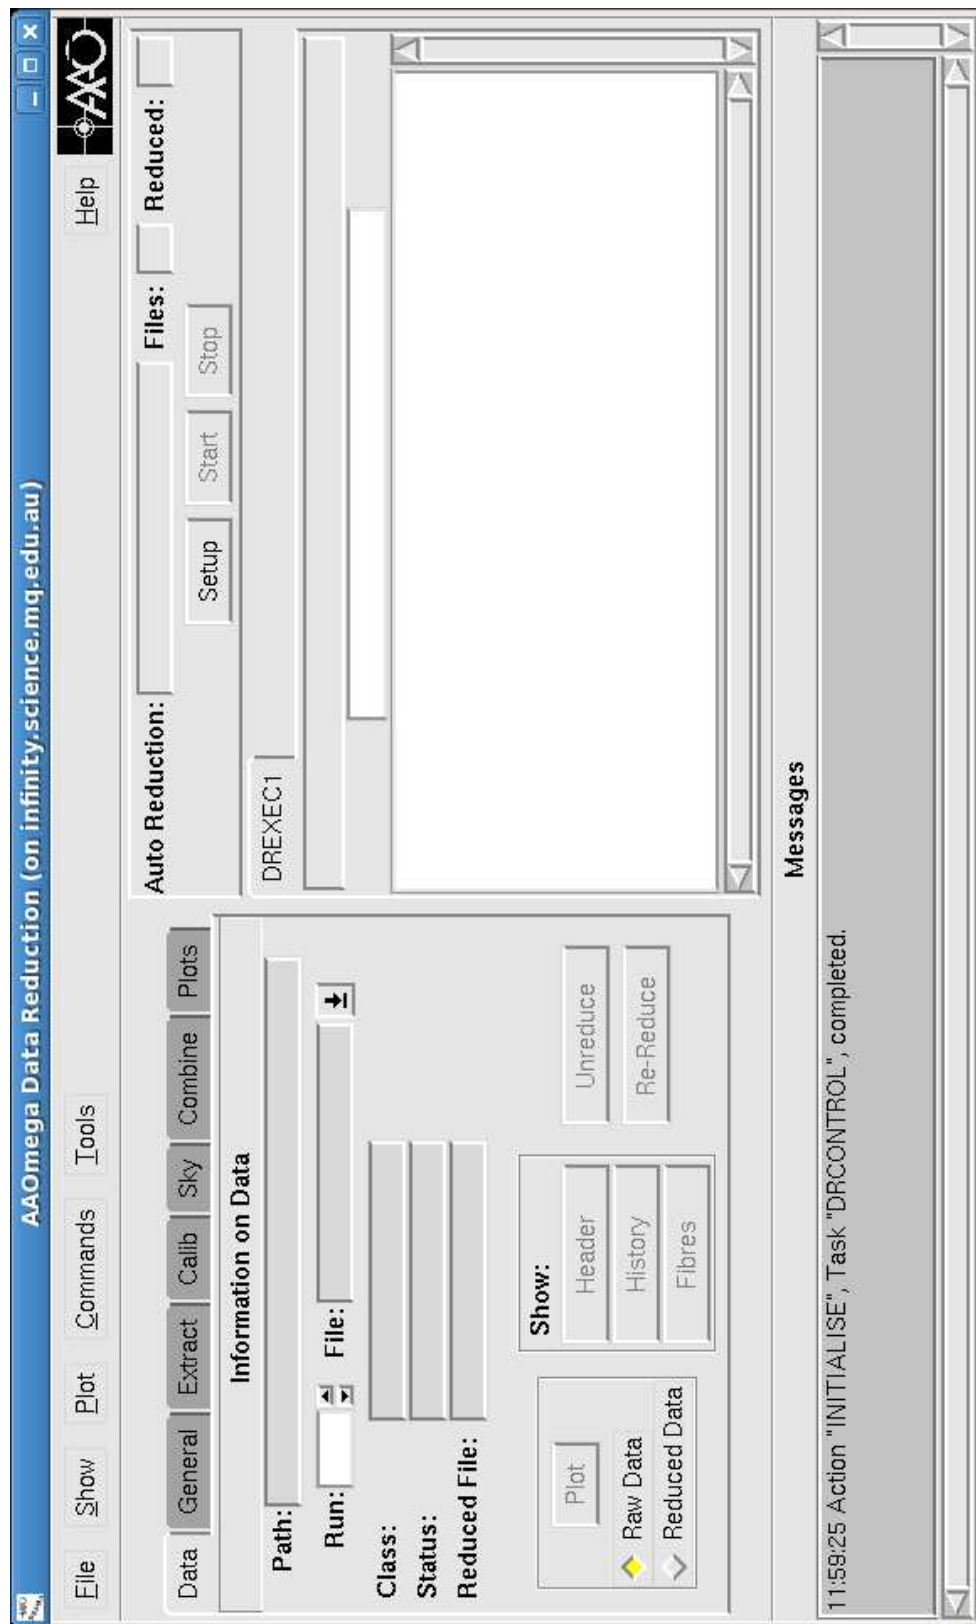 AAOmega Data Reduction (on infinity.science.mq.edu.au)
File Show Plot Commands Tools Help
AAO
Data General Extract Calib Sky Combine Plots
Information on Data
Path:
Run: File:
Class:
Status:
Reduced File:
Plot
Raw Data
Reduced Data
Show:
Header
History
Fibres
Unreduce
Re-Reduce
Auto Reduction: Files: Reduced:
Setup Start Stop
DREXEC1
Messages
11:59:25 Action "INITIALISE", Task "DRCONTROL", completed.